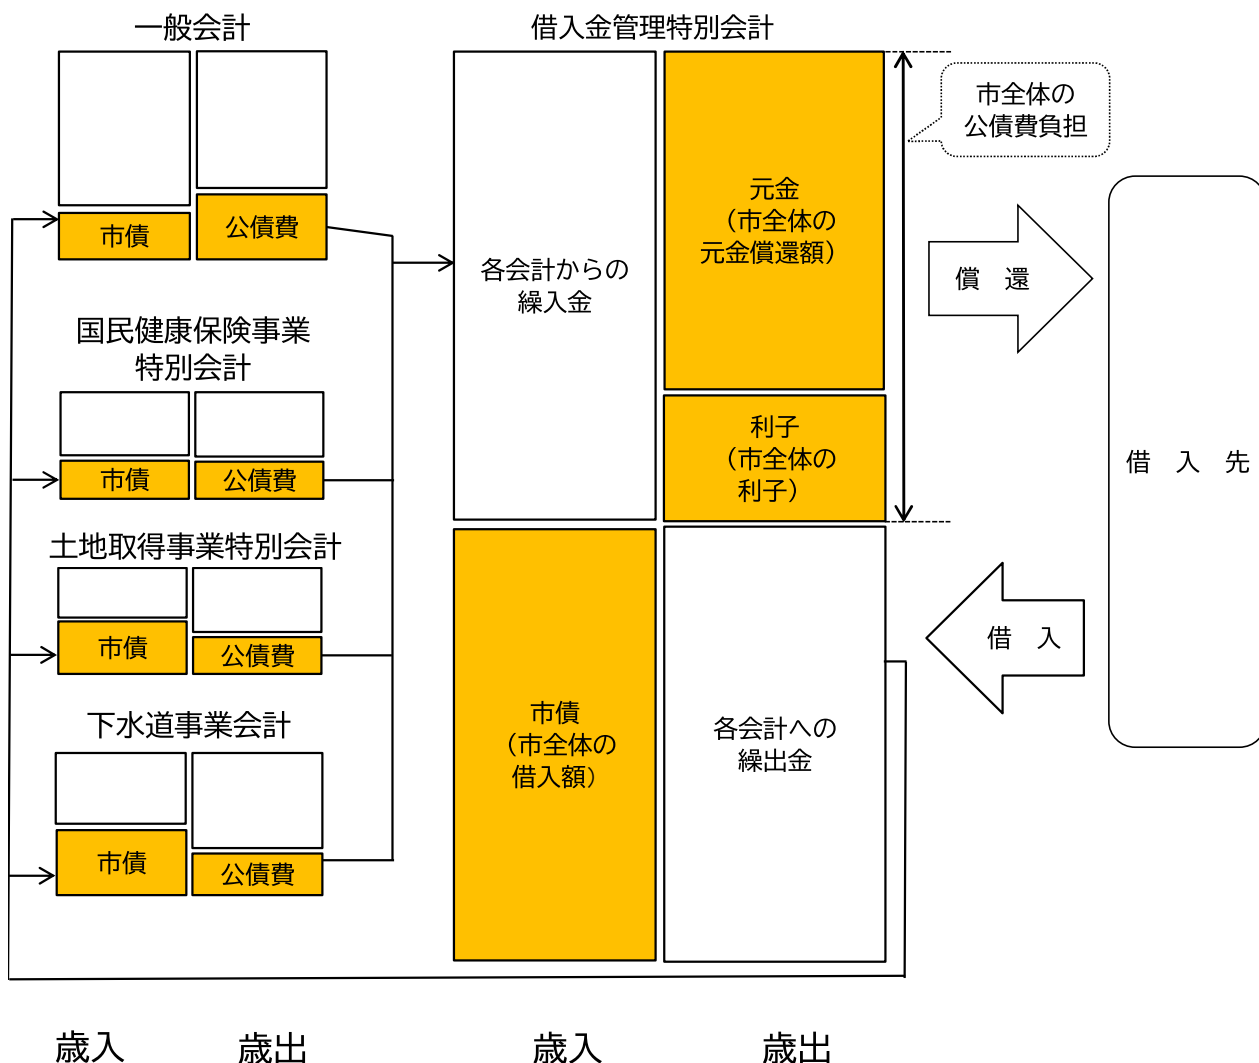 一般会計
市債
公債費
国民健康保険事業
特別会計
市債
公債費
土地取得事業特別会計
市債
公債費
下水道事業会計
市債
公債費
歳入
歳出
借入金管理特別会計
各会計からの
繰入金
元金
（市全体の
元金償還額）
利子
（市全体の
利子）
市債
（市全体の
借入額）
各会計への
繰出金
歳入
歳出
市全体の
公債費負担
償　還
借　入
借　入　先